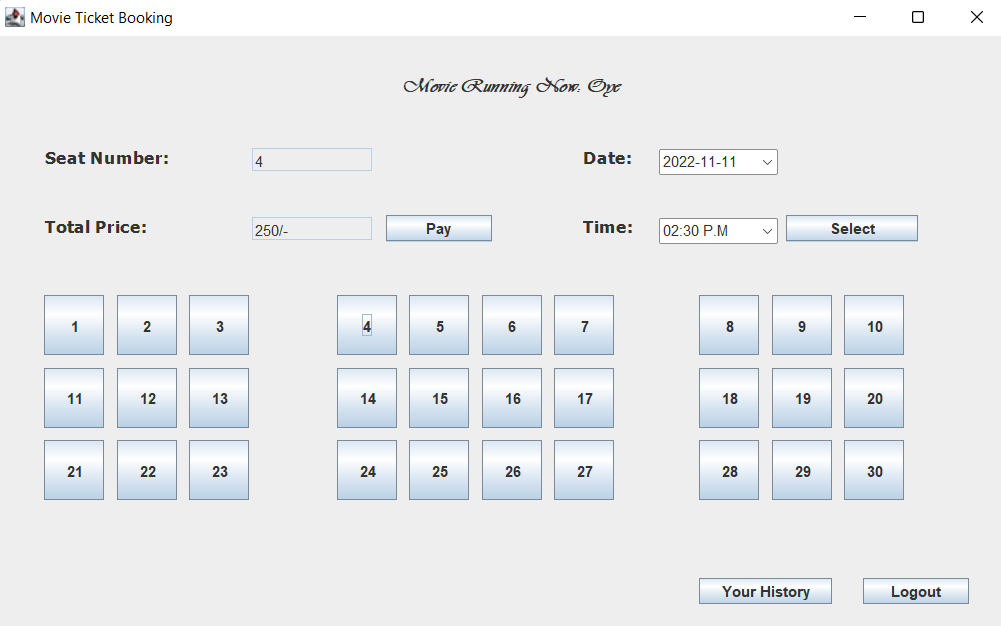 Movie Ticket Booking
Movie Running Now: Oye
Seat Number: 4 Date: 2022-11-11
Total Price: 250/- Pay Time: 02:30 P.M Select
1 2 3 4 5 6 7 8 9 10
11 12 13 14 15 16 17 18 19 20
21 22 23 24 25 26 27 28 29 30
Your History Logout